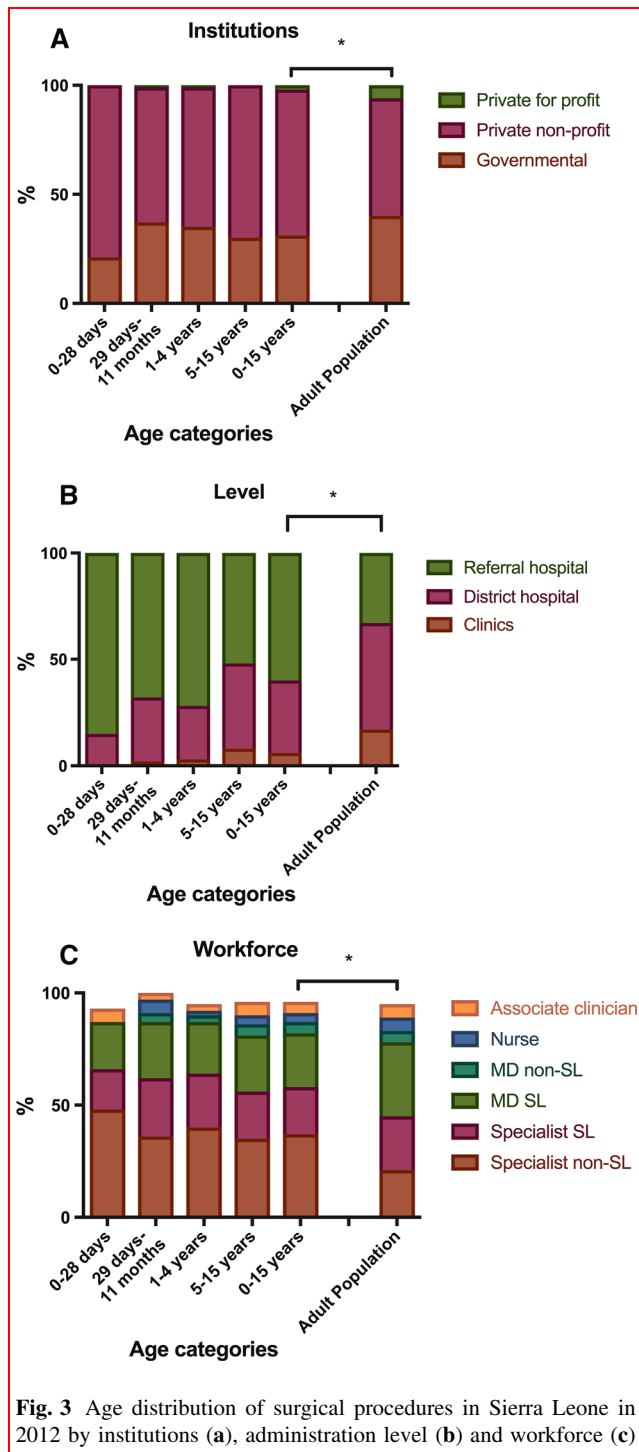 A
Institutions
*
100
50
0
%
Private for profit
Private non-profit
Governmental
0-28 days
29 days-
11 months
1-4 years
5-15 years
0-15 years
Adult Population
Age categories
B
Level
*
100
50
0
%
Referral hospital
District hospital
Clinics
0-28 days
29 days-
11 months
1-4 years
5-15 years
0-15 years
Adult Population
Age categories
C
Workforce
*
100
50
0
%
Associate clinician
Nurse
MD non-SL
MD SL
Specialist SL
Specialist non-SL
0-28 days
29 days-
11 months
1-4 years
5-15 years
0-15 years
Adult Population
Age categories
Fig. 3 Age distribution of surgical procedures in Sierra Leone in
2012 by institutions (a), administration level (b) and workforce (c)